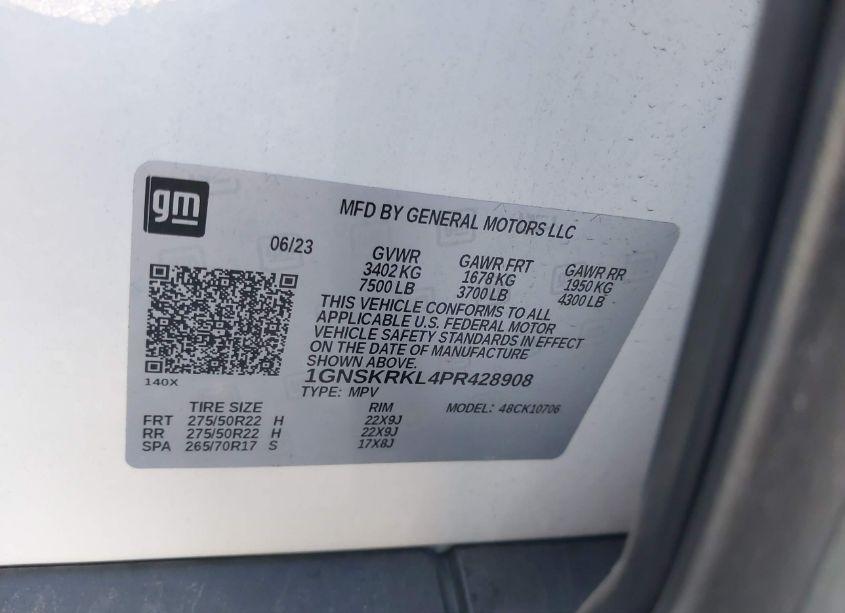 gm
MFD BY GENERAL MOTORS LLC
06/23
GVWR GAWR FRT GAWR RR
3402 KG 1678 KG 1950 KG
7500 LB 3700 LB 4300 LB
THIS VEHICLE CONFORMS TO ALL
APPLICABLE U.S. FEDERAL MOTOR
VEHICLE SAFETY STANDARDS IN EFFECT
ON THE DATE OF MANUFACTURE
SHOWN ABOVE.
140X
1GNSKRKL4PR428908
TYPE: MPV MODEL: 48CK10706
TIRE SIZE RIM
FRT 275/50R22 H 22X9J
RR 275/50R22 H 22X9J
SPA 265/70R17 S 17X8J